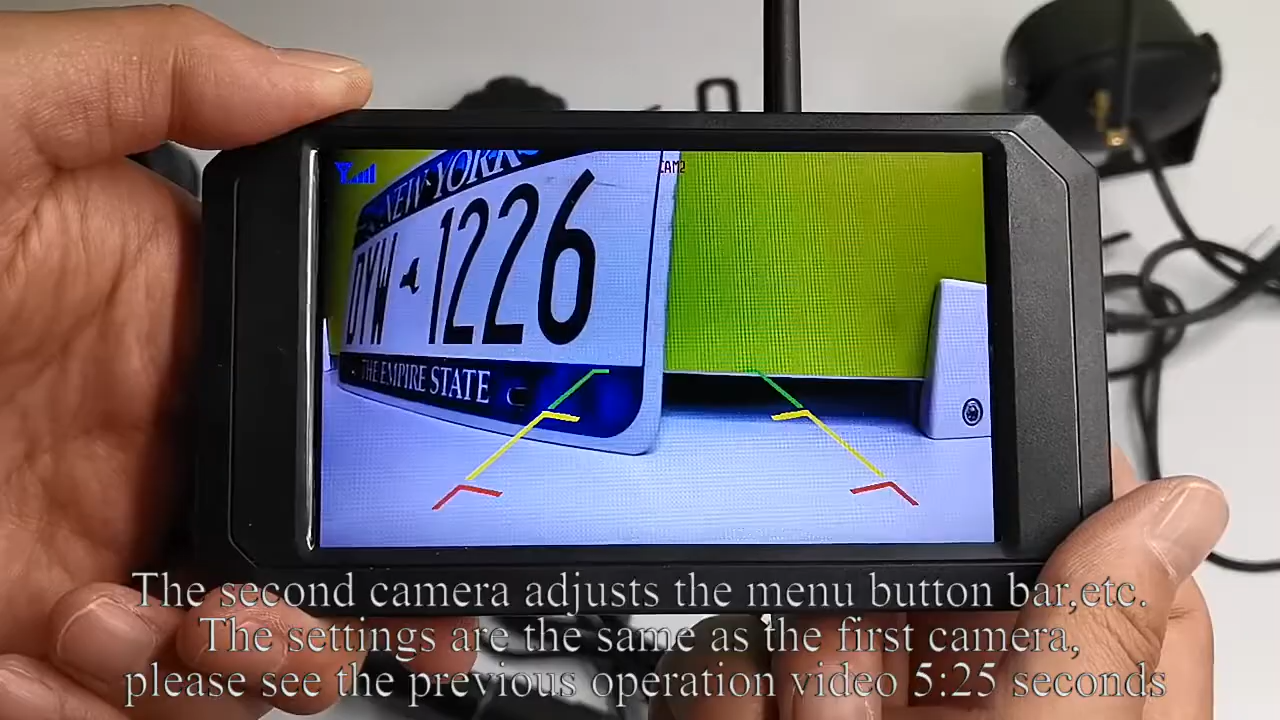 NEW YORK
CAM2
DYW 1226
THE EMPIRE STATE
The second camera adjusts the menu button bar,etc.
The settings are the same as the first camera,
please see the previous operation video 5:25 seconds